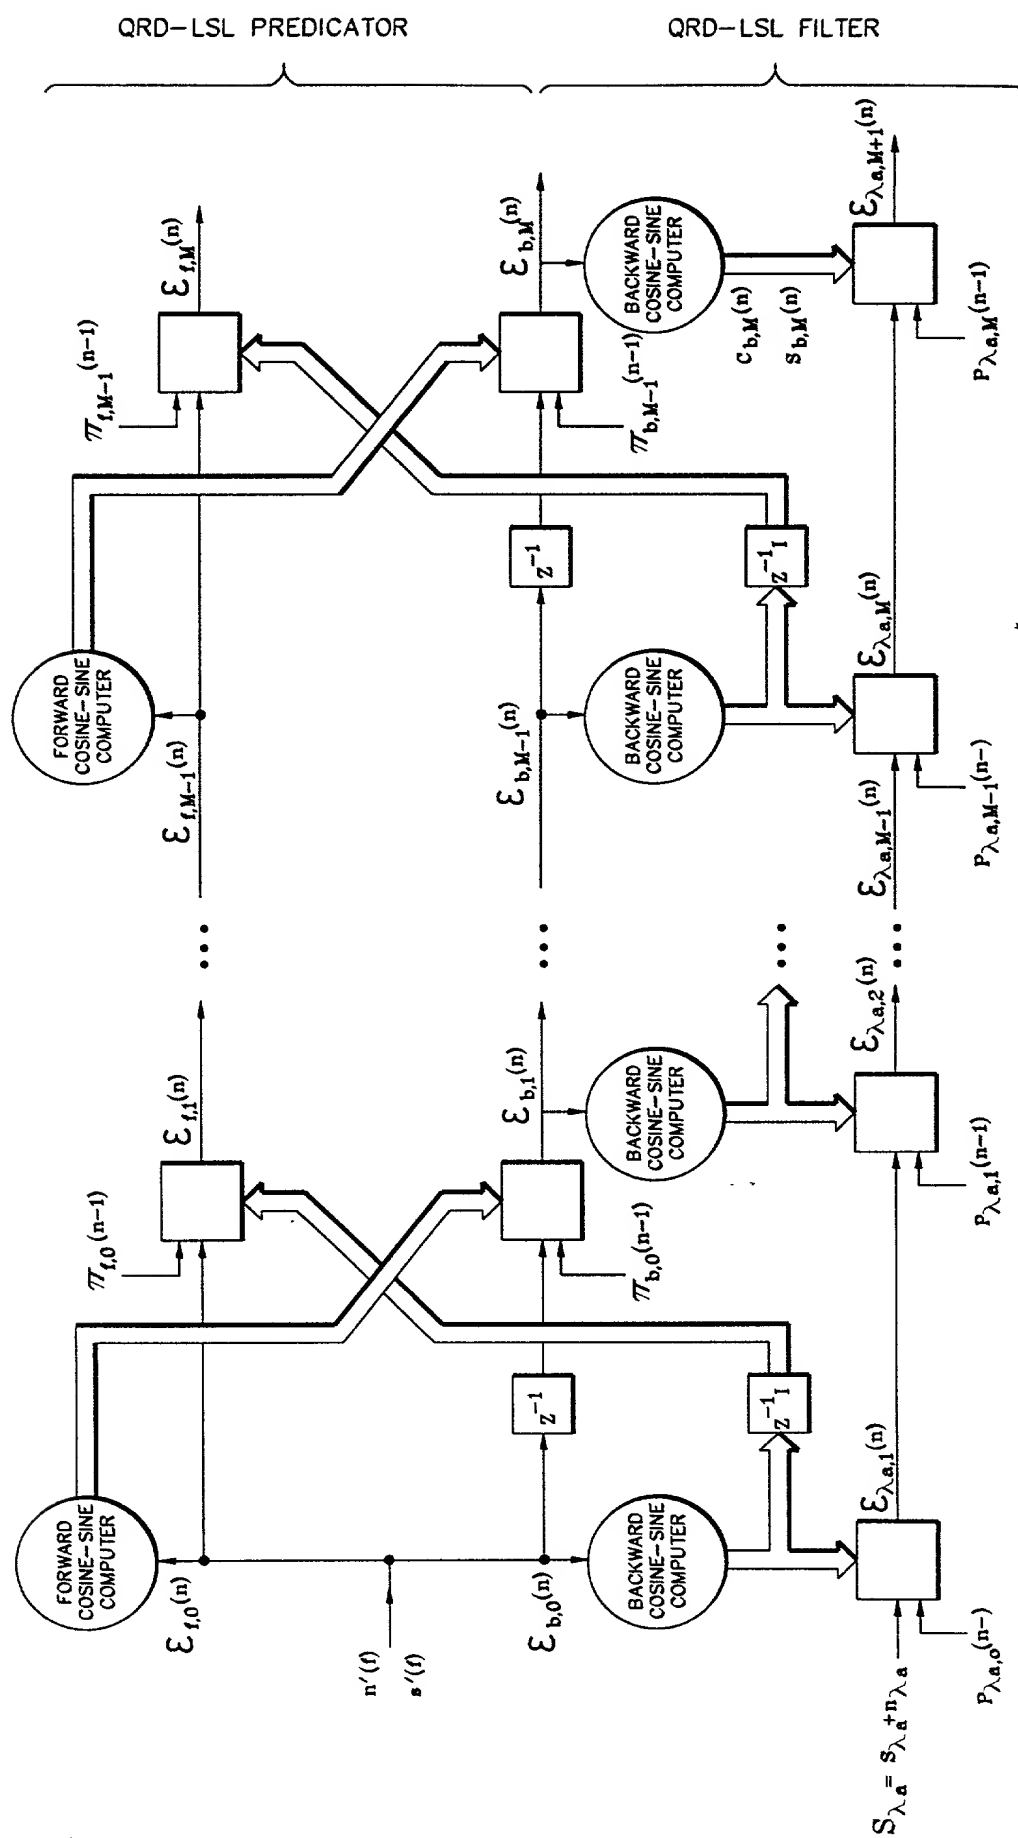 QRD-LSL PREDICATOR
QRD-LSL FILTER
FORWARD
COSINE-SINE
COMPUTER
ε_{f,M-1}(n)
π_{f,M-1}(n-1)
ε_{f,M}(n)
FORWARD
COSINE-SINE
COMPUTER
ε_{f,0}(n)
π_{f,0}(n-1)
ε_{f,1}(n)
...
n'(f)
s'(f)
ε_{b,0}(n)
Z^{-1}
π_{b,0}(n-1)
ε_{b,1}(n)
...
ε_{b,M-1}(n)
Z^{-1}
π_{b,M-1}(n-1)
ε_{b,M}(n)
BACKWARD
COSINE-SINE
COMPUTER
Z^{-1}I
BACKWARD
COSINE-SINE
COMPUTER
...
BACKWARD
COSINE-SINE
COMPUTER
Z^{-1}I
BACKWARD
COSINE-SINE
COMPUTER
C_{b,M}(n)
S_{b,M}(n)
S_{λa} = s_{λa} + n_{λa}
P_{λa,0}(n-)
ε_{λa,1}(n)
P_{λa,1}(n-1)
ε_{λa,2}(n)
...
ε_{λa,M-1}(n)
P_{λa,M-1}(n-)
ε_{λa,M}(n)
P_{λa,M}(n-1)
ε_{λa,M+1}(n)